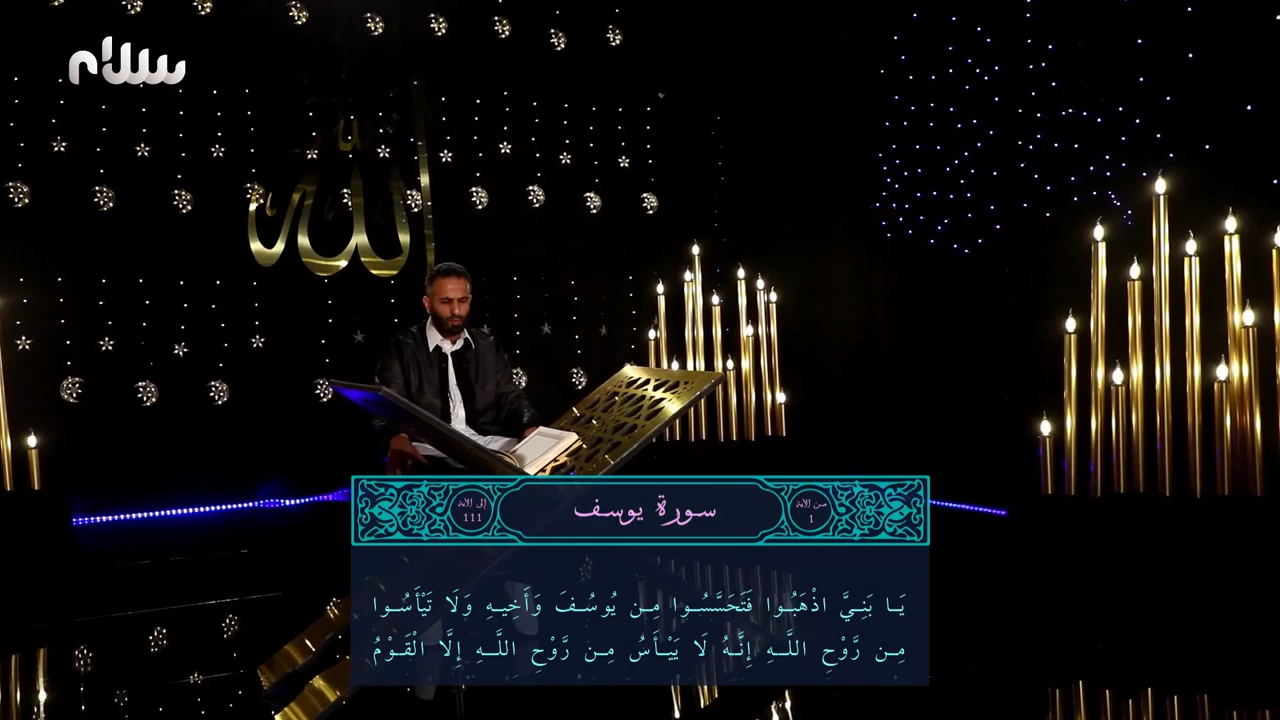 سلام
الله
من الآية
1
سورة يوسف
إلى الآية
111
يَا بَنِيَّ اذْهَبُوا فَتَحَسَّسُوا مِن يُوسُفَ وَأَخِيهِ وَلَا تَيْأَسُوا
مِن رَّوْحِ اللَّهِ إِنَّهُ لَا يَيْأَسُ مِن رَّوْحِ اللَّهِ إِلَّا الْقَوْمُ